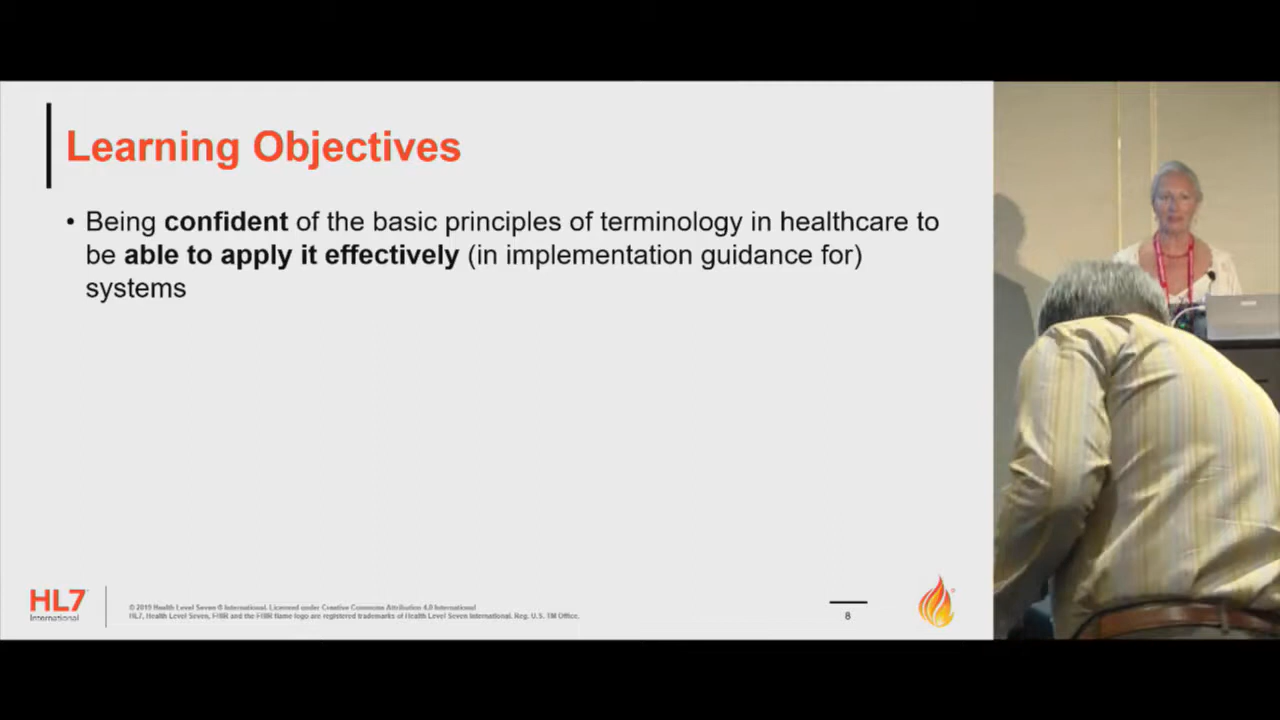 Learning Objectives
• Being confident of the basic principles of terminology in healthcare to
be able to apply it effectively (in implementation guidance for)
systems
HL7
International
© 2019 Health Level Seven ® International. Licensed under Creative Commons Attribution 4.0 International
HL7, Health Level Seven, FHIR and the FHIR flame logo are registered trademarks of Health Level Seven International. Reg. U.S. TM Office.
8